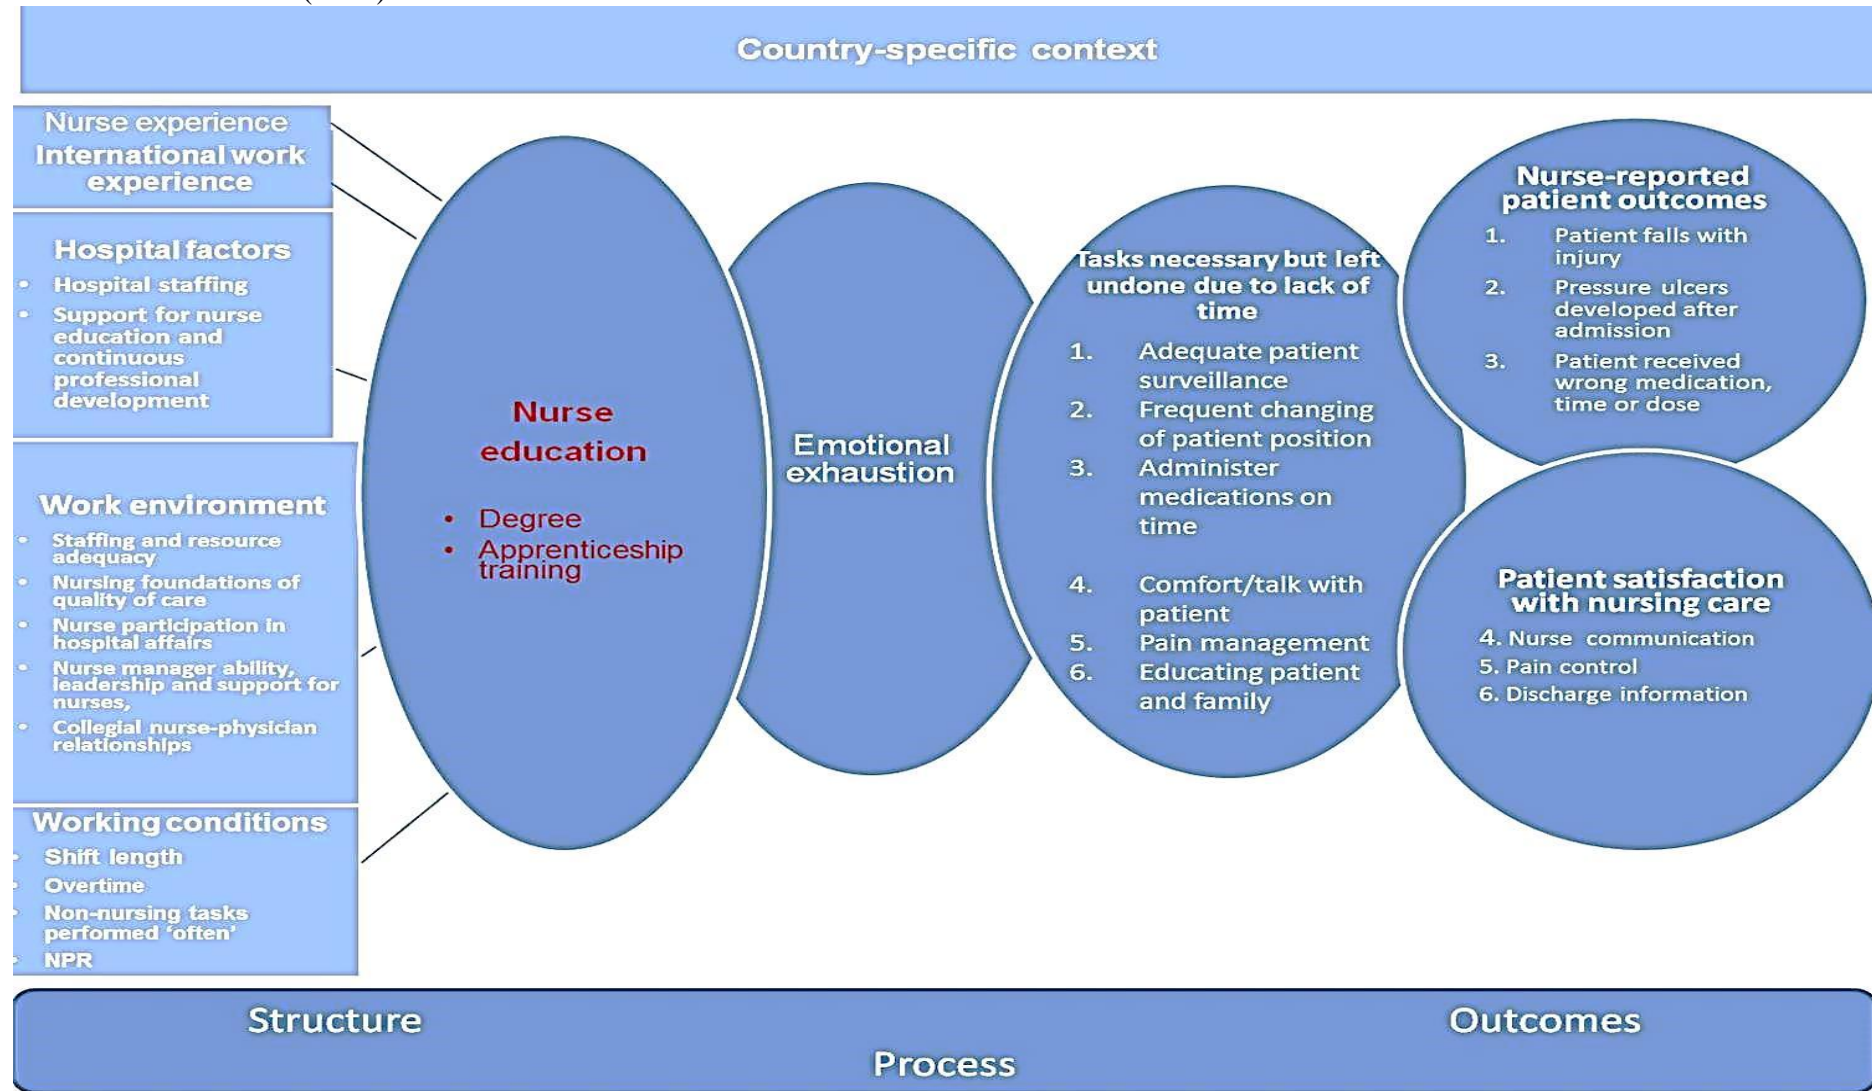 Country-specific context
Nurse experience
International work
experience
Hospital factors
• Hospital staffing
• Support for nurse
education and
continuous
professional
development
Work environment
• Staffing and resource
adequacy
• Nursing foundations of
quality of care
• Nurse participation in
hospital affairs
• Nurse manager ability,
leadership and support for
nurses,
• Collegial nurse-physician
relationships
Working conditions
• Shift length
• Overtime
• Non-nursing tasks
performed ‘often’
• NPR
Nurse
education
• Degree
• Apprenticeship
training
Emotional
exhaustion
Tasks necessary but left
undone due to lack of
time
1. Adequate patient
surveillance
2. Frequent changing
of patient position
3. Administer
medications on
time
4. Comfort/talk with
patient
5. Pain management
6. Educating patient
and family
Nurse-reported
patient outcomes
1. Patient falls with
injury
2. Pressure ulcers
developed after
admission
3. Patient received
wrong medication,
time or dose
Patient satisfaction
with nursing care
4. Nurse communication
5. Pain control
6. Discharge information
Structure
Process
Outcomes